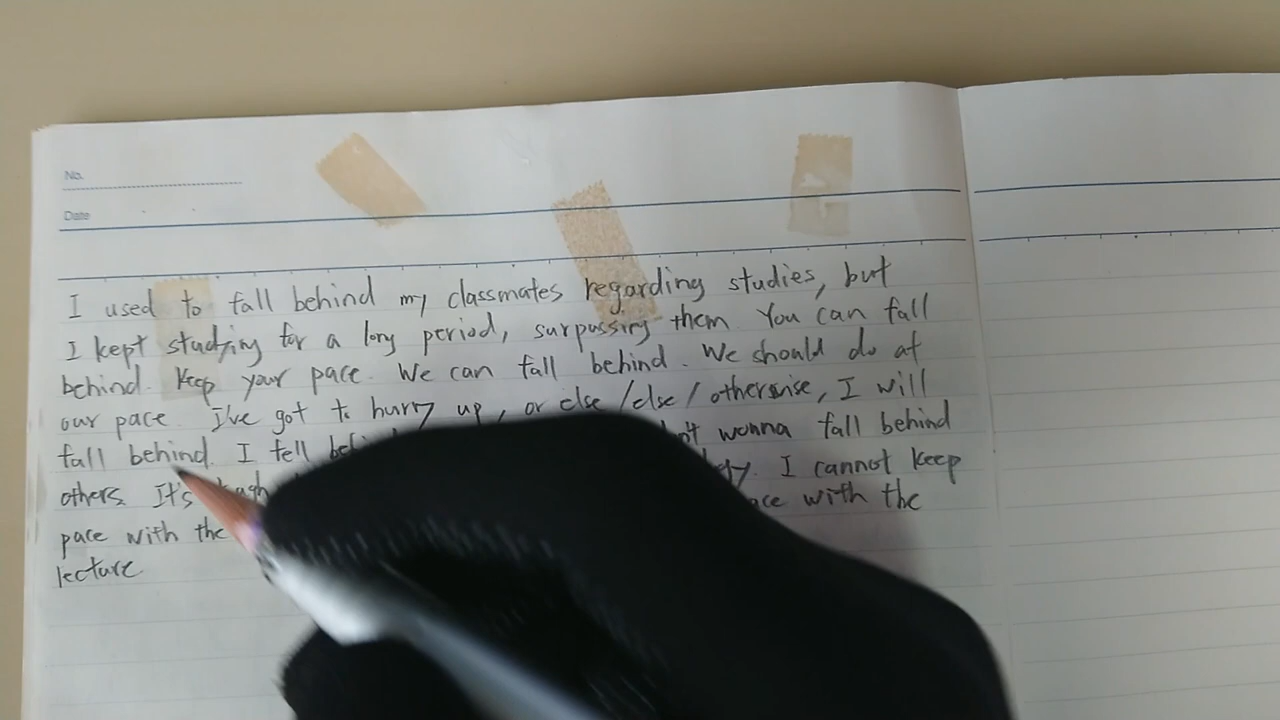 No.
Date
I used to fall behind my classmates regarding studies, but
I kept studying for a long period, surpassing them You can fall
behind. Keep your pace. We can fall behind. We should do at
our pace. I've got to hurry up, or else /else/ otherwise, I will
fall behind. I fell wanna fall behind
others. It's I cannot keep
pace with the with the
lecture